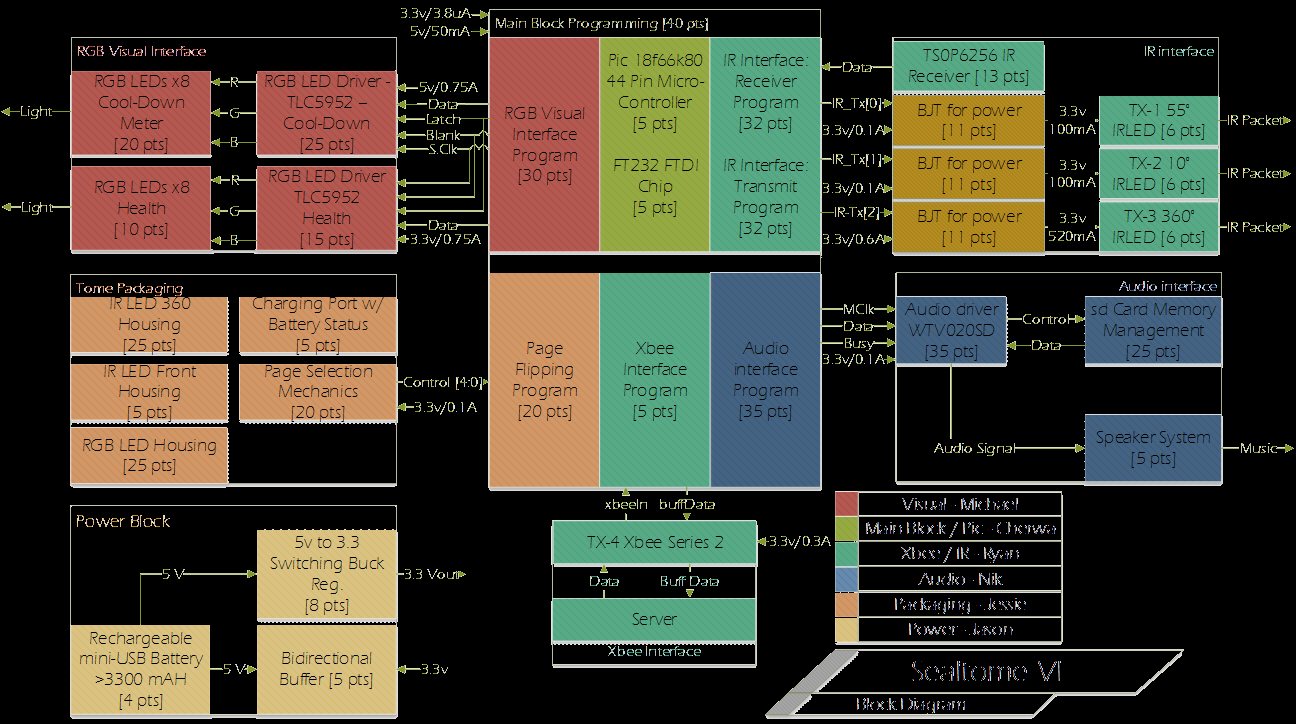 3.3v/3.8uA
5v/50mA
Main Block Programming [40 pts]
RGB Visual Interface
RGB LEDs x8
Cool-Down
Meter
[20 pts]
R
G
B
RGB LED Driver -
TLC5952 –
Cool-Down
[25 pts]
5v/0.75A
Data
Latch
Blank
S.Clk
Light
RGB LEDs x8
Health
[10 pts]
R
G
B
RGB LED Driver
TLC5952
Health
[15 pts]
Data
3.3v/0.75A
Light
RGB Visual
Interface
Program
[30 pts]
Pic 18f66k80
44 Pin Micro-
Controller
[5 pts]
FT232 FTDI
Chip
[5 pts]
IR Interface:
Receiver
Program
[32 pts]
IR Interface:
Transmit
Program
[32 pts]
IR interface
Data
TS0P6256 IR
Receiver [13 pts]
IR_Tx[0]
3.3v/0.1A
BJT for power
[11 pts]
3.3v
100mA
TX-1 55°
IRLED [6 pts]
IR Packet
IR_Tx[1]
3.3v/0.1A
BJT for power
[11 pts]
3.3v
100mA
TX-2 10°
IRLED [6 pts]
IR Packet
IR-Tx[2]
3.3v/0.6A
BJT for power
[11 pts]
3.3v
520mA
TX-3 360°
IRLED [6 pts]
IR Packet
Tome Packaging
IR LED 360
Housing
[25 pts]
Charging Port w/
Battery Status
[5 pts]
IR LED Front
Housing
[5 pts]
Page Selection
Mechanics
[20 pts]
RGB LED Housing
[25 pts]
Control [4:0]
3.3v/0.1A
Page
Flipping
Program
[20 pts]
Xbee
Interface
Program
[5 pts]
Audio
interface
Program
[35 pts]
Audio interface
MClk
Data
Busy
3.3v/0.1A
Audio driver
WTV020SD
[35 pts]
Control
Data
sd Card Memory
Management
[25 pts]
Audio Signal
Speaker System
[5 pts]
Music
Power Block
5v to 3.3
Switching Buck
Reg.
[8 pts]
5 V
3.3 Vout
Rechargeable
mini-USB Battery
>3300 mAH
[4 pts]
5 V
Bidirectional
Buffer [5 pts]
3.3v
xbeeIn
buffData
TX-4 Xbee Series 2
3.3v/0.3A
Data
Buff Data
Server
Xbee Interface
Visual - Michael
Main Block / Pic - Cherwa
Xbee / IR - Ryan
Audio - Nik
Packaging - Jessie
Power - Jason
Sealtome VI
Block Diagram